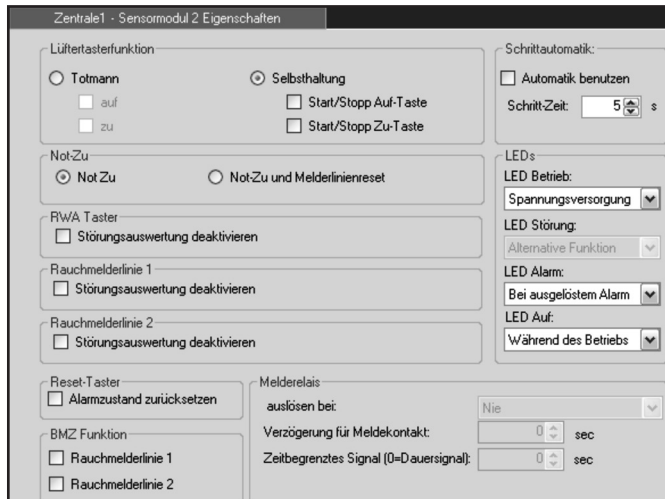 Zentrale1 - Sensormodul 2 Eigenschaften
Lüftertasterfunktion
Totmann
auf
zu
Selbsthaltung
Start/Stopp Auf-Taste
Start/Stopp Zu-Taste
Schrittautomatik:
Automatik benutzen
Schritt-Zeit: 5 s
Not-Zu
Not Zu
Not-Zu und Melderlinienreset
RWA Taster
Störungsauswertung deaktivieren
Rauchmelderlinie 1
Störungsauswertung deaktivieren
Rauchmelderlinie 2
Störungsauswertung deaktivieren
LEDs
LED Betrieb:
Spannungsversorgung
LED Störung:
Alternative Funktion
LED Alarm:
Bei ausgelöstem Alarm
LED Auf:
Während des Betriebs
Reset-Taster
Alarmzustand zurücksetzen
BMZ Funktion
Rauchmelderlinie 1
Rauchmelderlinie 2
Melderelais
auslösen bei: Nie
Verzögerung für Meldekontakt: 0 sec
Zeitbegrenztes Signal (0=Dauersignal): 0 sec